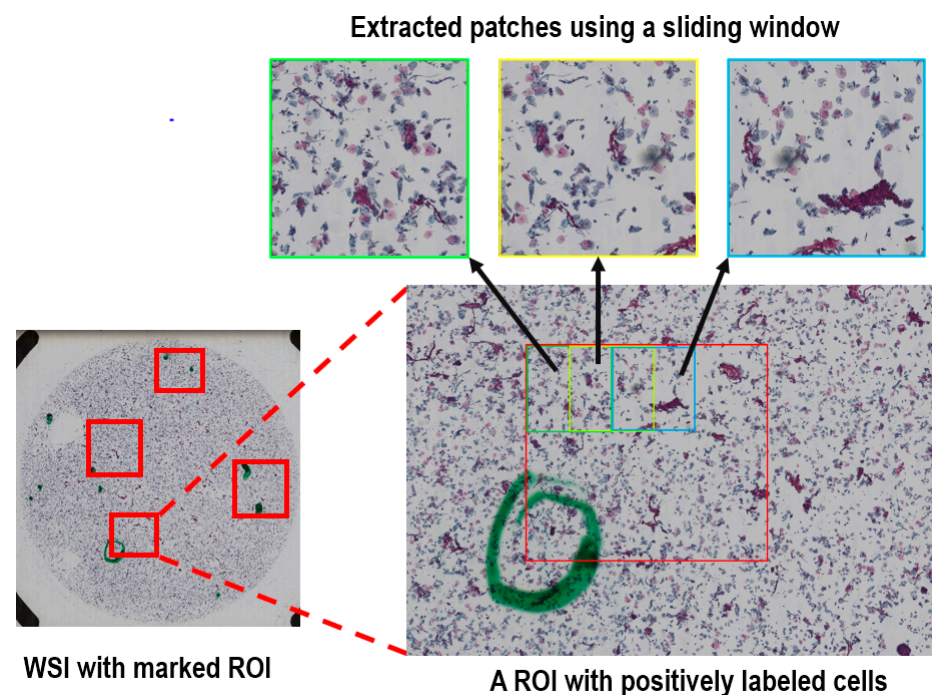 Extracted patches using a sliding window
WSI with marked ROI
A ROI with positively labeled cells